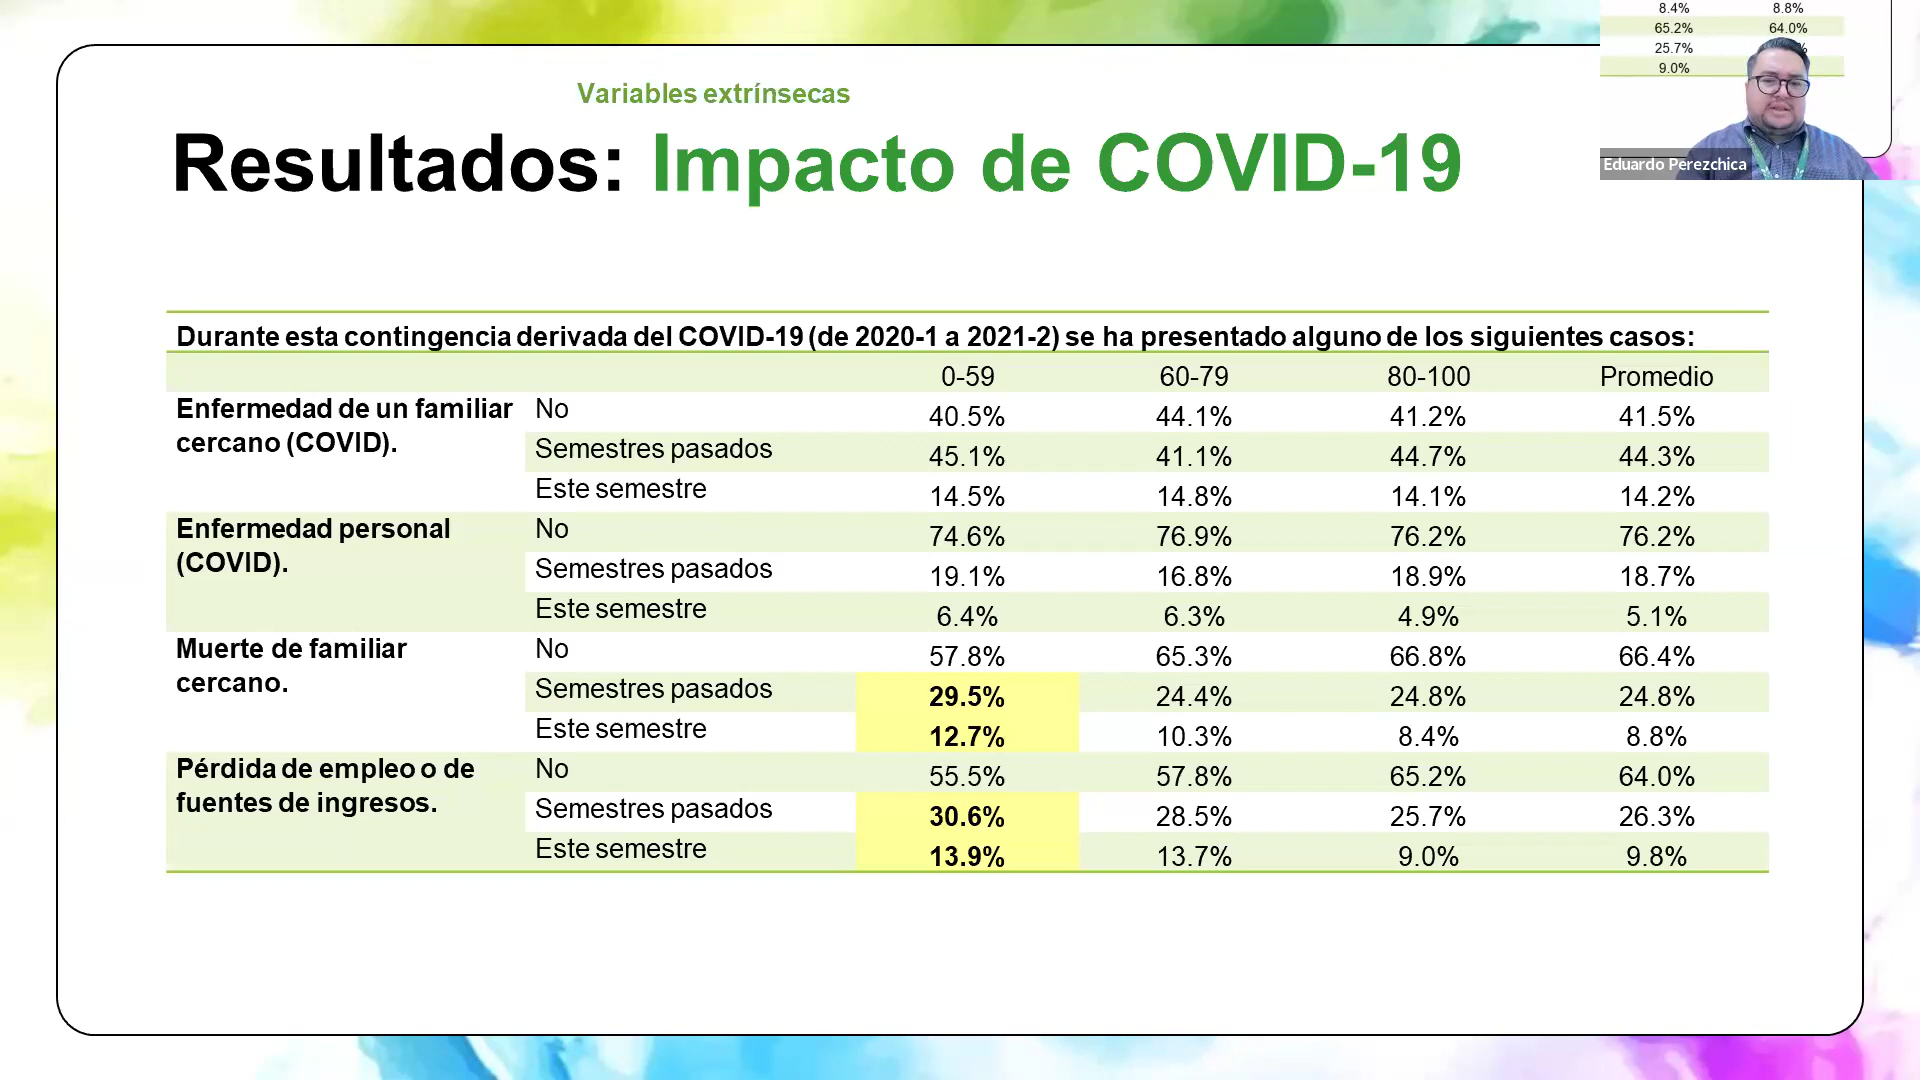 8.4% 8.8%
65.2% 64.0%
25.7%
9.0%
Eduardo Perezchica
Variables extrínsecas
Resultados: Impacto de COVID-19
Durante esta contingencia derivada del COVID-19 (de 2020-1 a 2021-2) se ha presentado alguno de los siguientes casos:
0-59 60-79 80-100 Promedio
Enfermedad de un familiar cercano (COVID). No 40.5% 44.1% 41.2% 41.5%
Semestres pasados 45.1% 41.1% 44.7% 44.3%
Este semestre 14.5% 14.8% 14.1% 14.2%
Enfermedad personal (COVID). No 74.6% 76.9% 76.2% 76.2%
Semestres pasados 19.1% 16.8% 18.9% 18.7%
Este semestre 6.4% 6.3% 4.9% 5.1%
Muerte de familiar cercano. No 57.8% 65.3% 66.8% 66.4%
Semestres pasados 29.5% 24.4% 24.8% 24.8%
Este semestre 12.7% 10.3% 8.4% 8.8%
Pérdida de empleo o de fuentes de ingresos. No 55.5% 57.8% 65.2% 64.0%
Semestres pasados 30.6% 28.5% 25.7% 26.3%
Este semestre 13.9% 13.7% 9.0% 9.8%